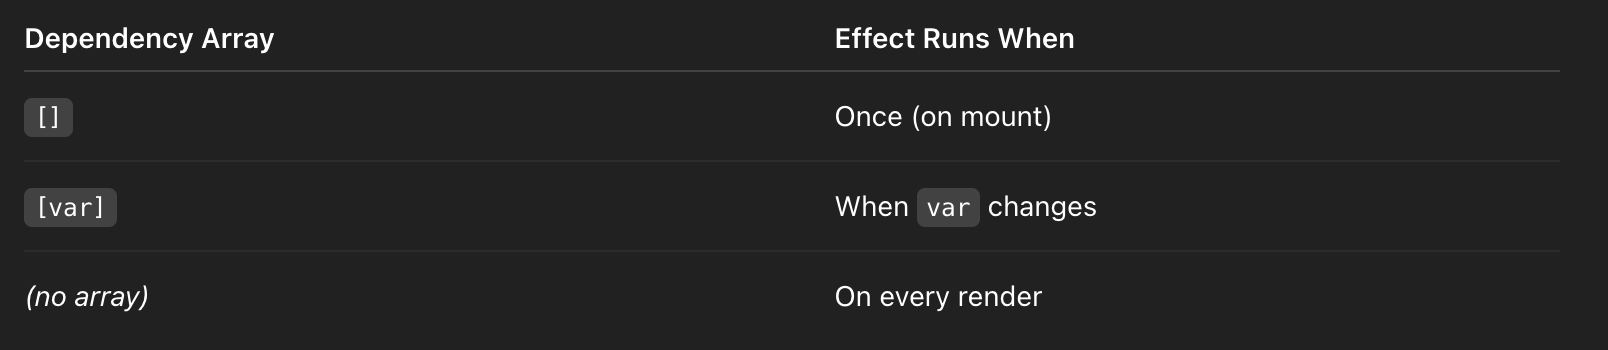 Dependency Array Effect Runs When
[] Once (on mount)
[var] When var changes
(no array) On every render